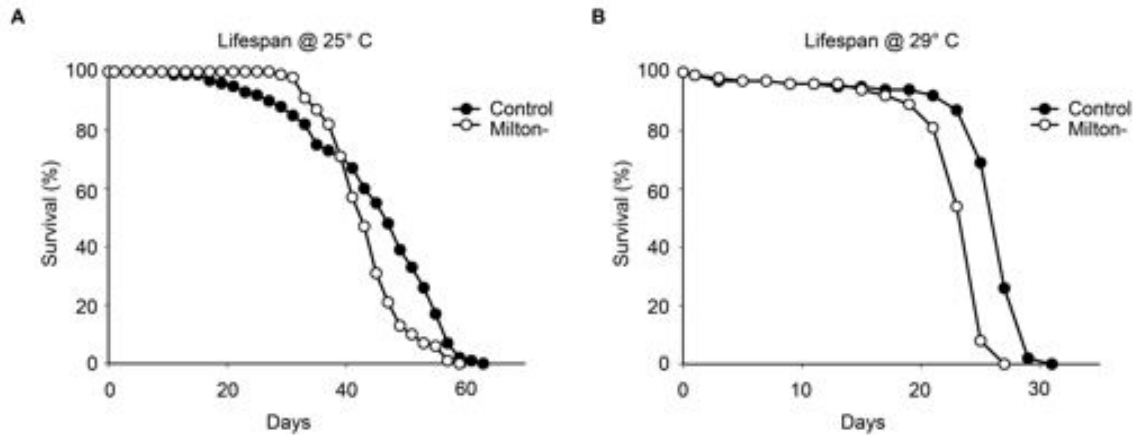 A
Lifespan @ 25° C
100
80
60
40
20
0
Survival (%)
0 20 40 60
Days
Control
Milton-
B
Lifespan @ 29° C
100
80
60
40
20
0
Survival (%)
0 10 20 30
Days
Control
Milton-